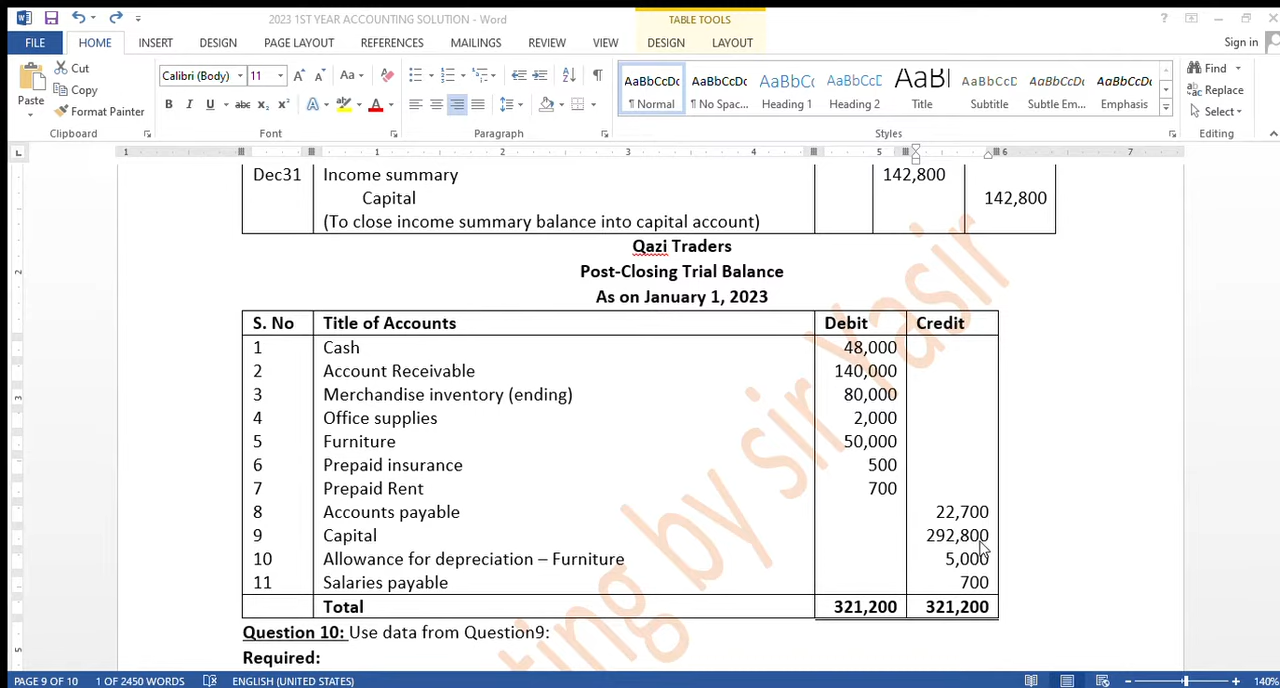 2023 1ST YEAR ACCOUNTING SOLUTION - Word
TABLE TOOLS
FILE HOME INSERT DESIGN PAGE LAYOUT REFERENCES MAILINGS REVIEW VIEW DESIGN LAYOUT Sign in
Paste
Cut
Copy
Format Painter
Clipboard
Calibri (Body) 11
Font
Paragraph
AaBbCcDc AaBbCcDc AaBbCc AaBbCcC AaBl AaBbCcD AaBbCcDc AaBbCcDc
¶ Normal ¶ No Spac... Heading 1 Heading 2 Title Subtitle Subtle Em... Emphasis
Styles
Find
Replace
Select
Editing
Dec31 Income summary 142,800
Capital 142,800
(To close income summary balance into capital account)
Qazi Traders
Post-Closing Trial Balance
As on January 1, 2023
S. No Title of Accounts Debit Credit
1 Cash 48,000
2 Account Receivable 140,000
3 Merchandise inventory (ending) 80,000
4 Office supplies 2,000
5 Furniture 50,000
6 Prepaid insurance 500
7 Prepaid Rent 700
8 Accounts payable 22,700
9 Capital 292,800
10 Allowance for depreciation – Furniture 5,000
11 Salaries payable 700
Total 321,200 321,200
Question 10: Use data from Question9:
Required:
ting by sir Yasir
PAGE 9 OF 10 1 OF 2450 WORDS ENGLISH (UNITED STATES) 140%